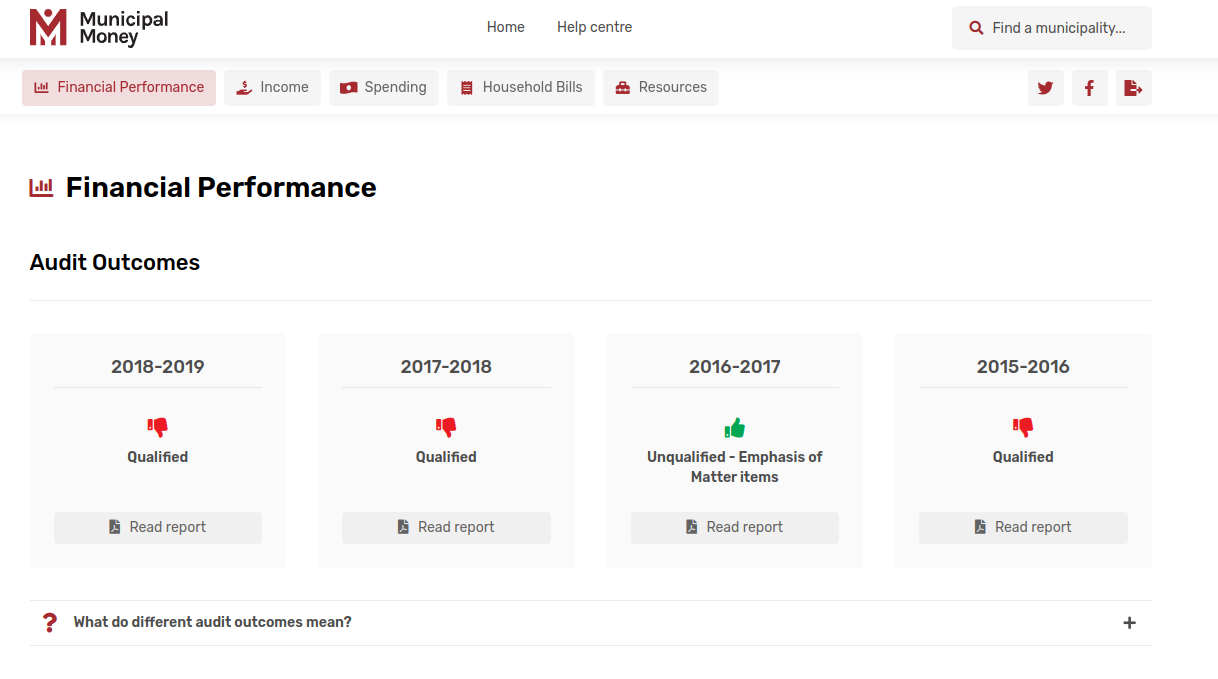 Municipal
Money
Home
Help centre
Find a municipality...
Financial Performance
Income
Spending
Household Bills
Resources
Financial Performance
Audit Outcomes
2018-2019
2017-2018
2016-2017
2015-2016
Qualified
Qualified
Unqualified - Emphasis of
Matter items
Qualified
Read report
Read report
Read report
Read report
What do different audit outcomes mean?